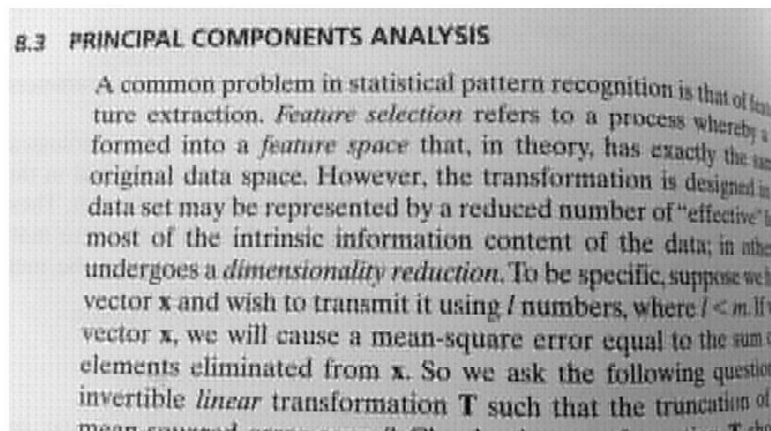 8.3 PRINCIPAL COMPONENTS ANALYSIS
A common problem in statistical pattern recognition is that of
ture extraction. Feature selection refers to a process whereby a
formed into a feature space that, in theory, has exactly the
original data space. However, the transformation is designed in
data set may be represented by a reduced number of "effective"
most of the intrinsic information content of the data; in
undergoes a dimensionality reduction. To be specific, suppose we
vector x and wish to transmit it using l numbers, where l < m. If
vector x, we will cause a mean-square error equal to the sum
elements eliminated from x. So we ask the following
invertible linear transformation T such that the truncation of